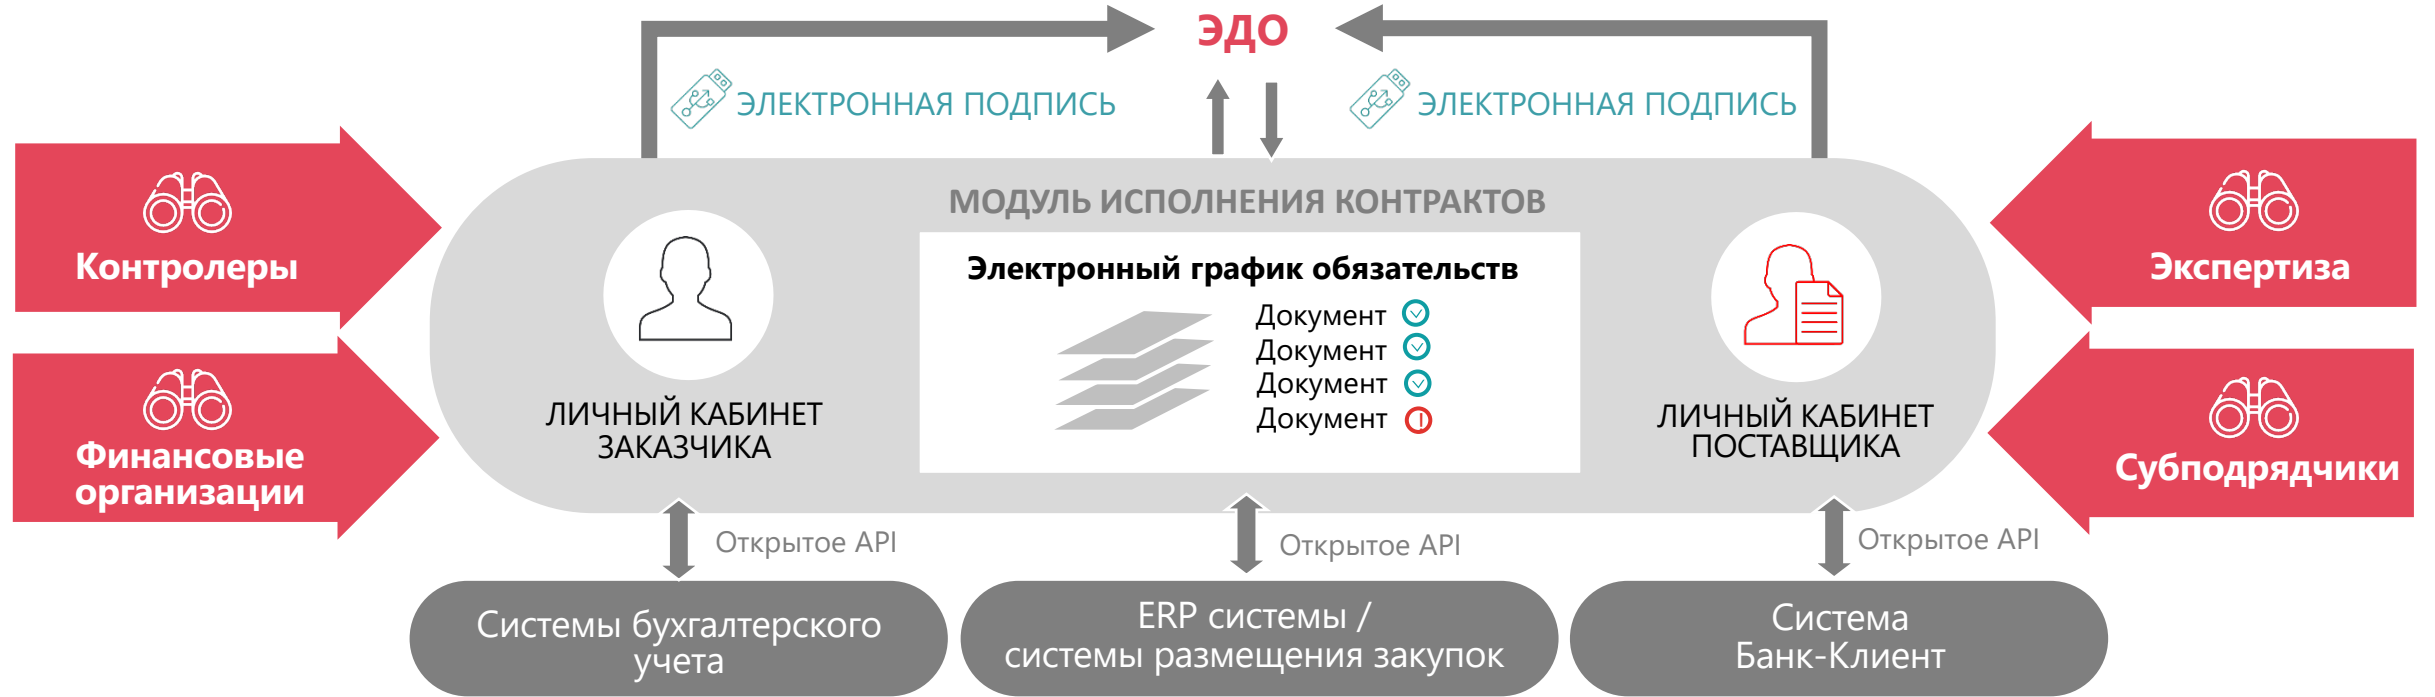 ЭДО
ЭЛЕКТРОННАЯ ПОДПИСЬ
ЭЛЕКТРОННАЯ ПОДПИСЬ
Контролеры
Финансовые
организации
МОДУЛЬ ИСПОЛНЕНИЯ КОНТРАКТОВ
ЛИЧНЫЙ КАБИНЕТ
ЗАКАЗЧИКА
Электронный график обязательств
Документ
Документ
Документ
Документ
ЛИЧНЫЙ КАБИНЕТ
ПОСТАВЩИКА
Экспертиза
Субподрядчики
Открытое API
Открытое API
Открытое API
Системы бухгалтерского
учета
ERP системы /
системы размещения закупок
Система
Банк-Клиент